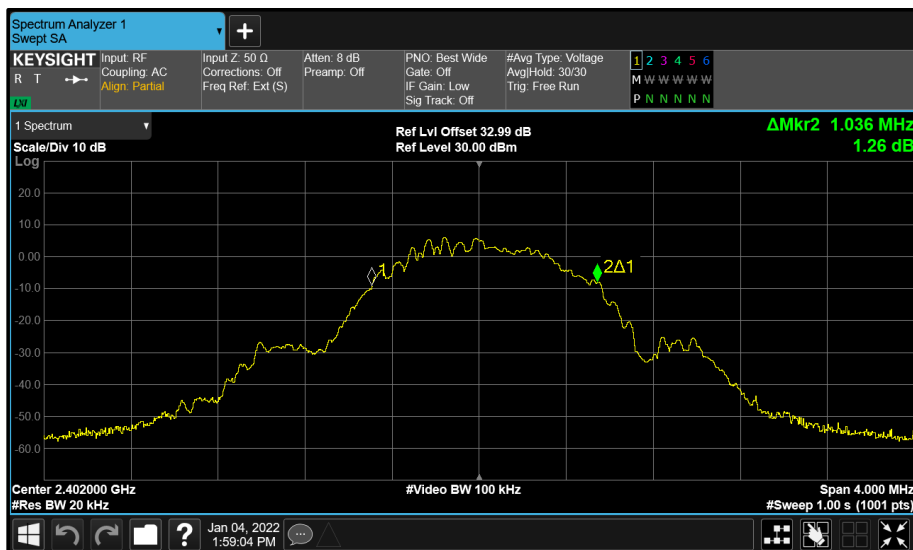 Spectrum Analyzer 1
Swept SA
+
KEYSIGHT
R T
LXI
Input: RF
Coupling: AC
Align: Partial
Input Z: 50 Ω
Corrections: Off
Freq Ref: Ext (S)
Atten: 8 dB
Preamp: Off
PNO: Best Wide
Gate: Off
IF Gain: Low
Sig Track: Off
#Avg Type: Voltage
Avg|Hold: 30/30
Trig: Free Run
1 2 3 4 5 6
M W W W W W
P N N N N N
1 Spectrum
Scale/Div 10 dB
Log
Ref Lvl Offset 32.99 dB
Ref Level 30.00 dBm
ΔMkr2 1.036 MHz
1.26 dB
20.0
10.0
0.00
-10.0
-20.0
-30.0
-40.0
-50.0
-60.0
1
2Δ1
Center 2.402000 GHz
#Res BW 20 kHz
#Video BW 100 kHz
Span 4.000 MHz
#Sweep 1.00 s (1001 pts)
?
Jan 04, 2022
1:59:04 PM